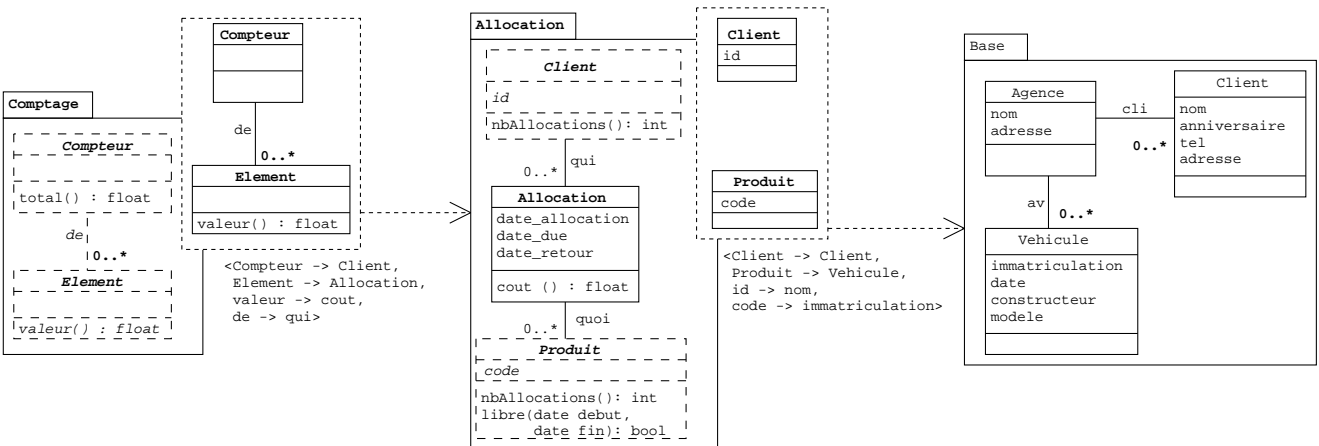 Comptage
Compteur
total() : float
de
0..*
Element
valeur() : float
Compteur
de
0..*
Element
valeur() : float
<Compteur -> Client,
Element -> Allocation,
valeur -> cout,
de -> qui>
Allocation
Client
id
nbAllocations(): int
qui
0..*
Allocation
date_allocation
date_due
date_retour
cout () : float
quoi
0..*
Produit
code
nbAllocations(): int
libre(date debut,
date fin): bool
Client
id
Produit
code
<Client -> Client,
Produit -> Vehicule,
id -> nom,
code -> immatriculation>
Base
Agence
nom
adresse
cli
0..*
Client
nom
anniversaire
tel
adresse
av
0..*
Vehicule
immatriculation
date
constructeur
modele